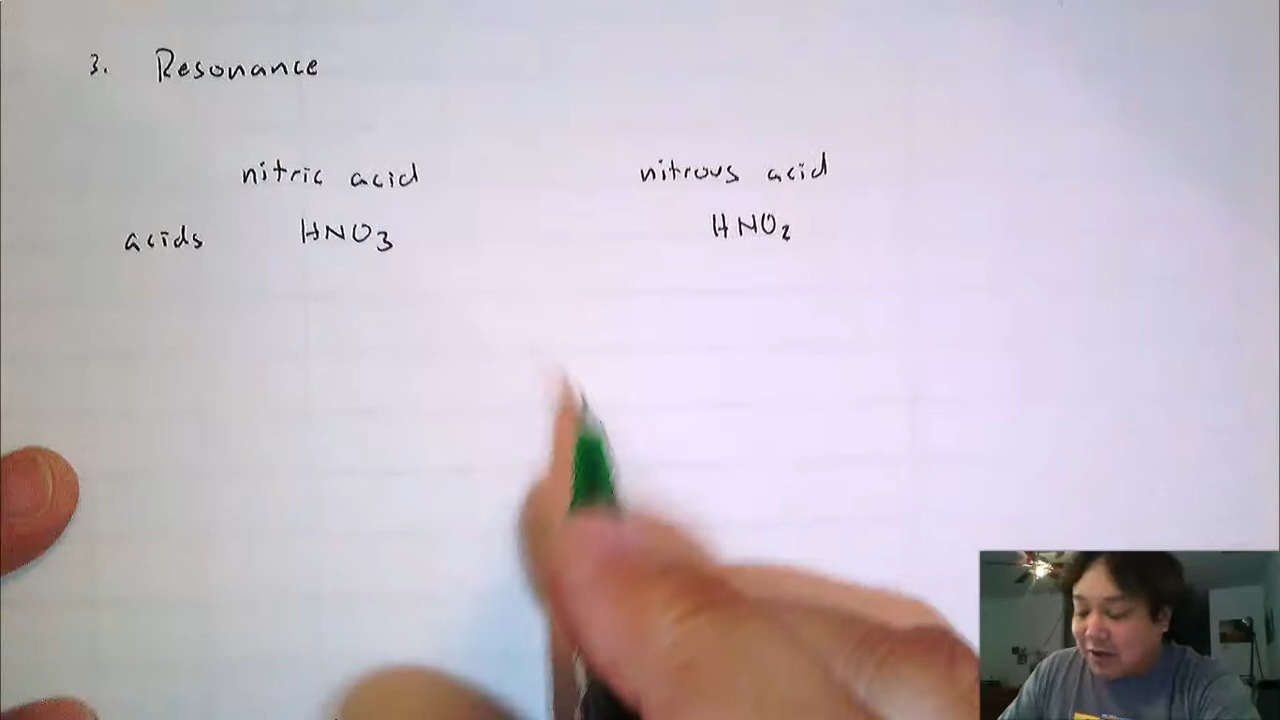 3. Resonance
nitric acid nitrous acid
acids HNO3 HNO2